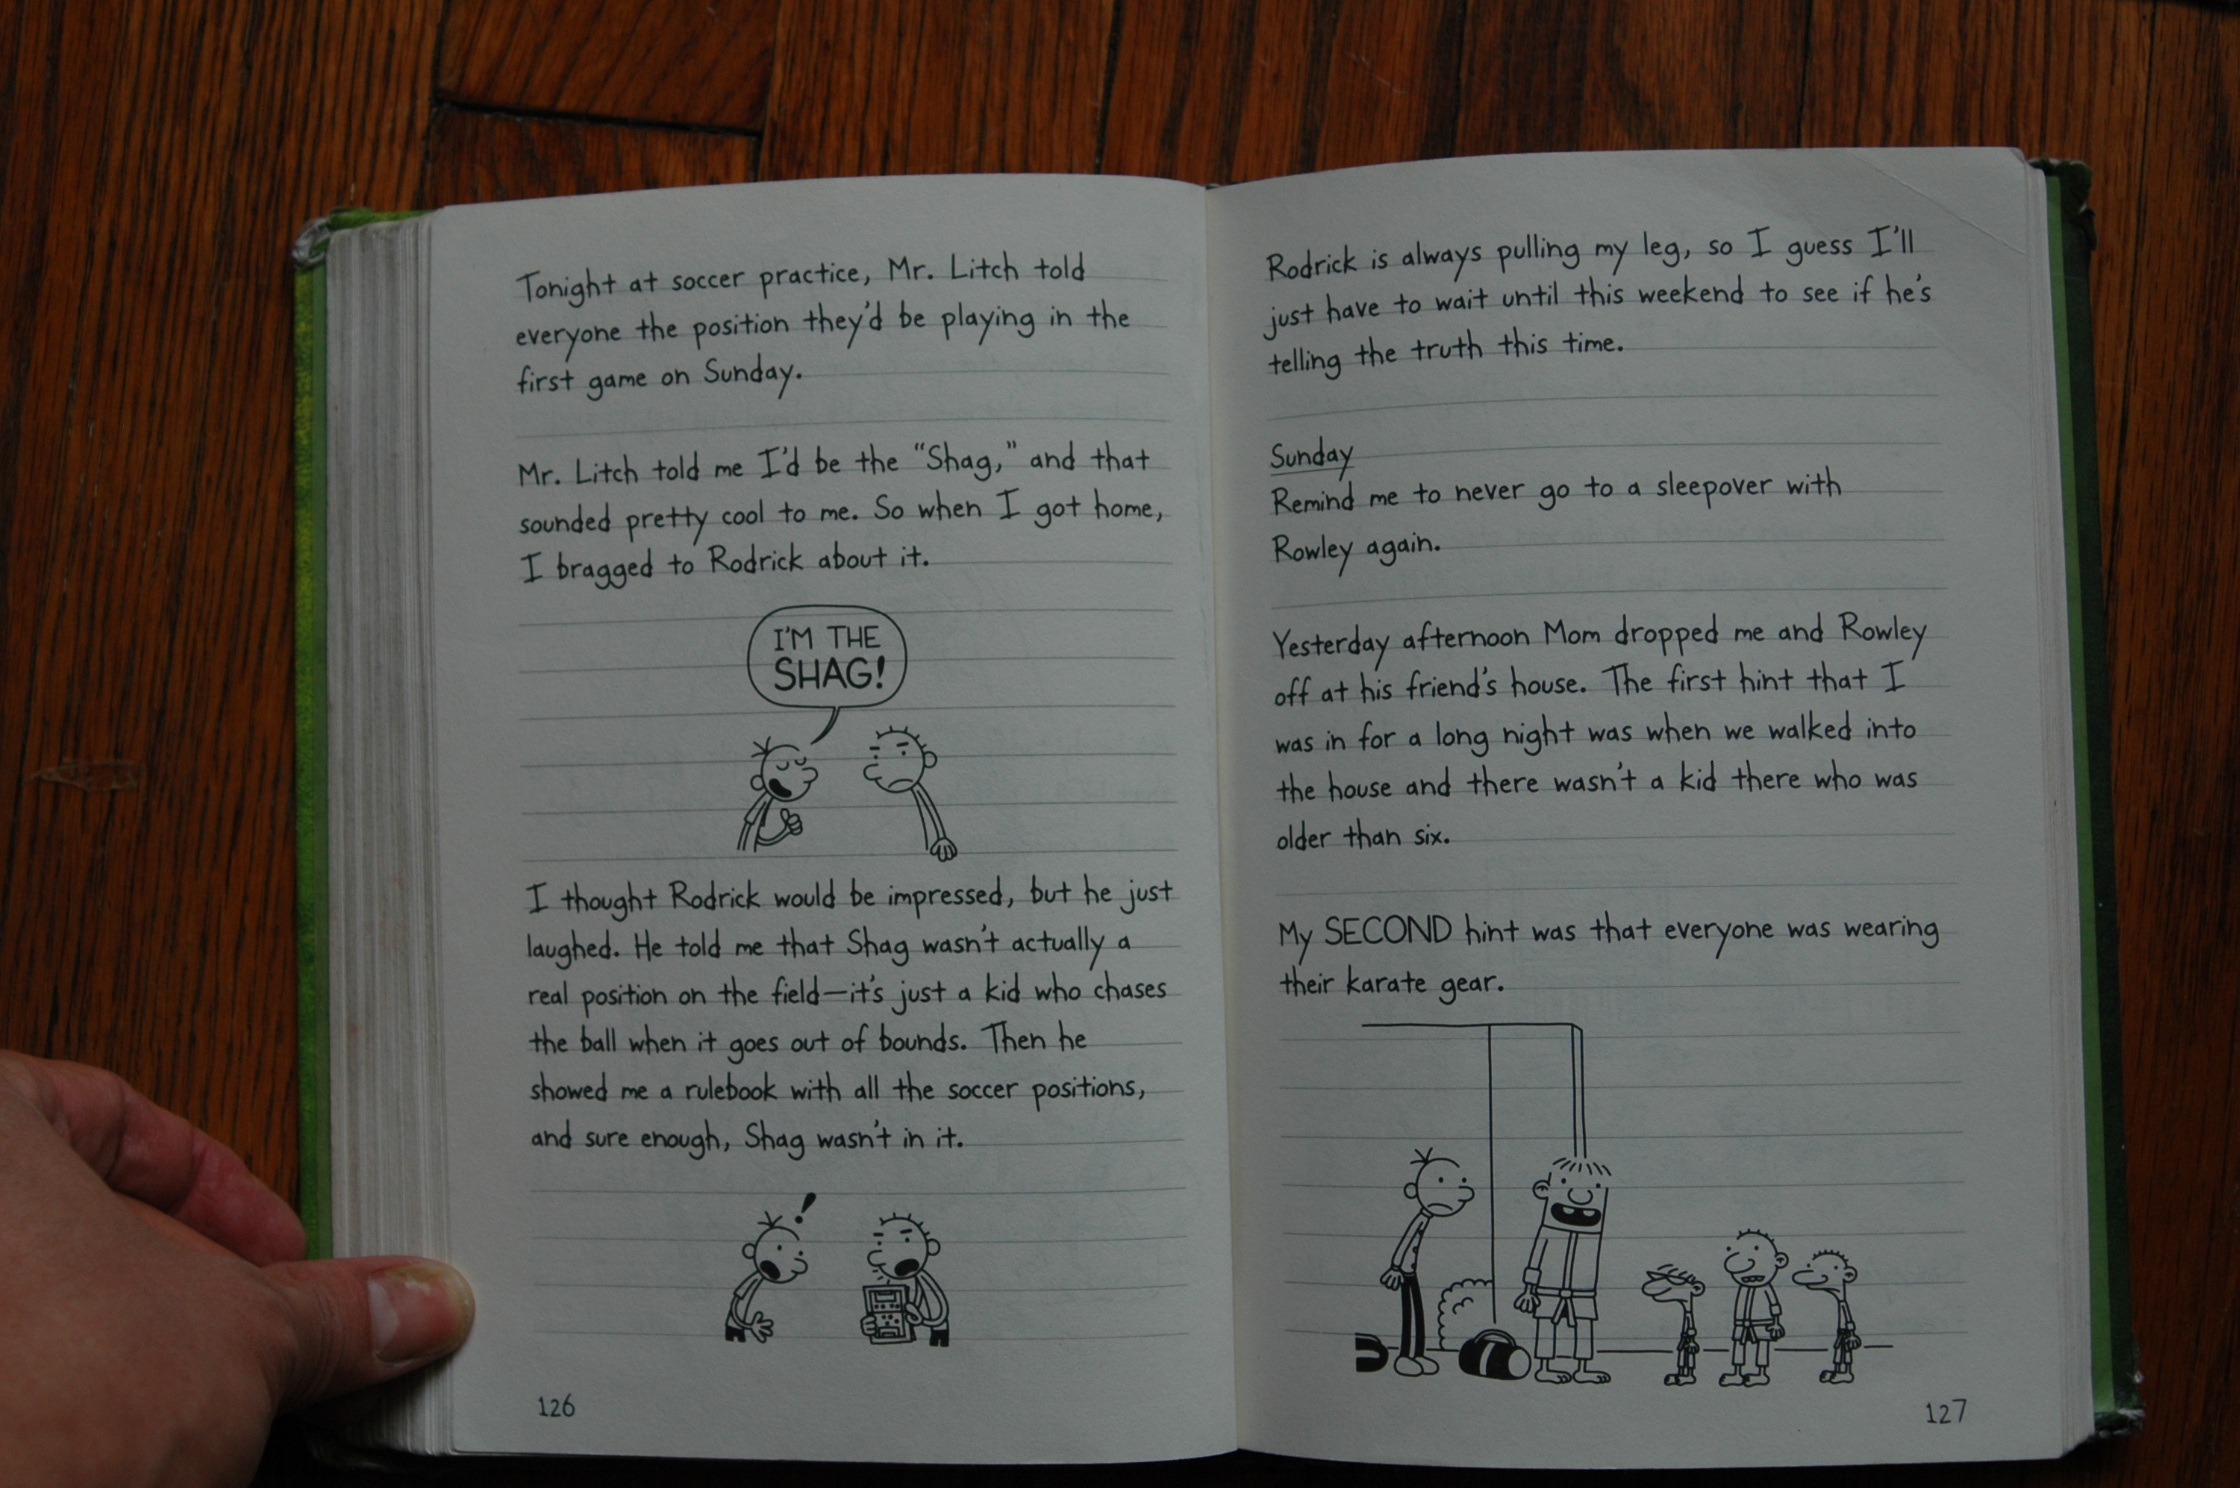 Tonight at soccer practice, Mr. Litch told
everyone the position they'd be playing in the
first game on Sunday.
Mr. Litch told me I'd be the "Shag," and that
sounded pretty cool to me. So when I got home,
I bragged to Rodrick about it.
I'M THE
SHAG!
I thought Rodrick would be impressed, but he just
laughed. He told me that Shag wasn't actually a
real position on the field—it's just a kid who chases
the ball when it goes out of bounds. Then he
showed me a rulebook with all the soccer positions,
and sure enough, Shag wasn't in it.
!
126
Rodrick is always pulling my leg, so I guess I'll
just have to wait until this weekend to see if he's
telling the truth this time.
Sunday
Remind me to never go to a sleepover with
Rowley again.
Yesterday afternoon Mom dropped me and Rowley
off at his friend's house. The first hint that I
was in for a long night was when we walked into
the house and there wasn't a kid there who was
older than six.
My SECOND hint was that everyone was wearing
their karate gear.
127